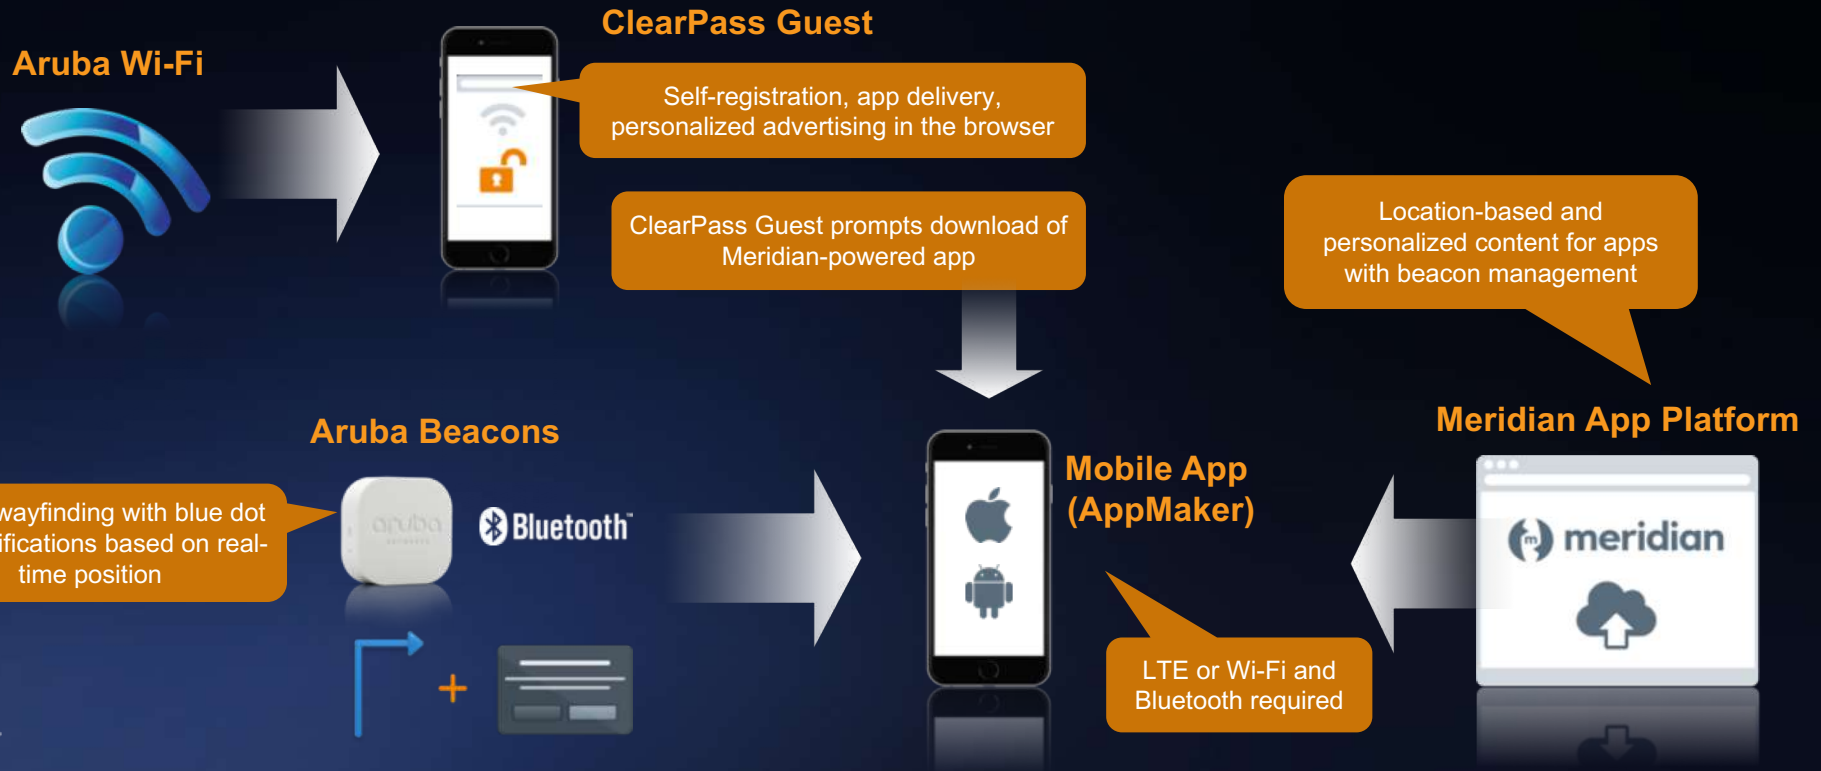 ClearPass Guest
Aruba Wi-Fi
Self-registration, app delivery,
personalized advertising in the browser
ClearPass Guest prompts download of
Meridian-powered app
Location-based and
personalized content for apps
with beacon management
Aruba Beacons
wayfinding with blue dot
ifications based on real-
time position
aruba
Bluetooth™
Mobile App
(AppMaker)
LTE or Wi-Fi and
Bluetooth required
Meridian App Platform
m
meridian